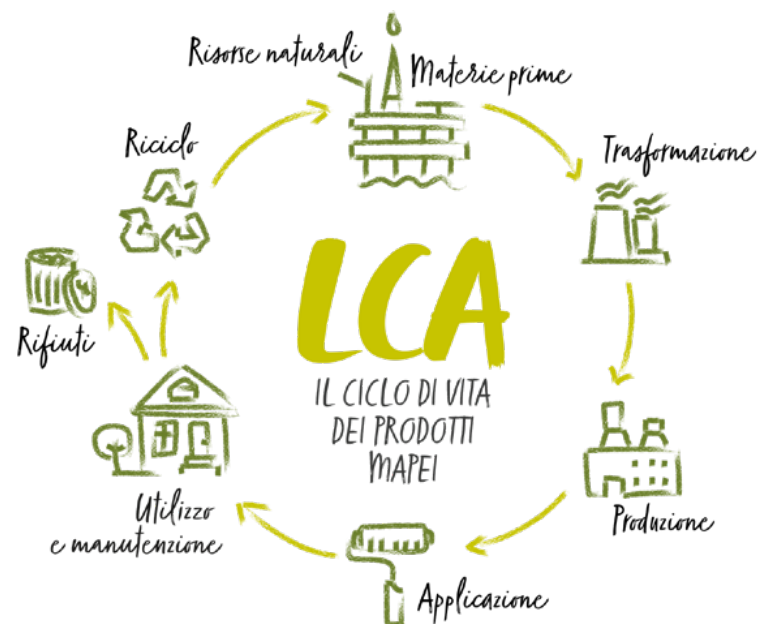 Risorse naturali
Materie prime
Trasformazione
Produzione
Applicazione
Utilizzo
e manutenzione
Rifiuti
Riciclo
LCA
IL CICLO DI VITA
DEI PRODOTTI
MAPEI